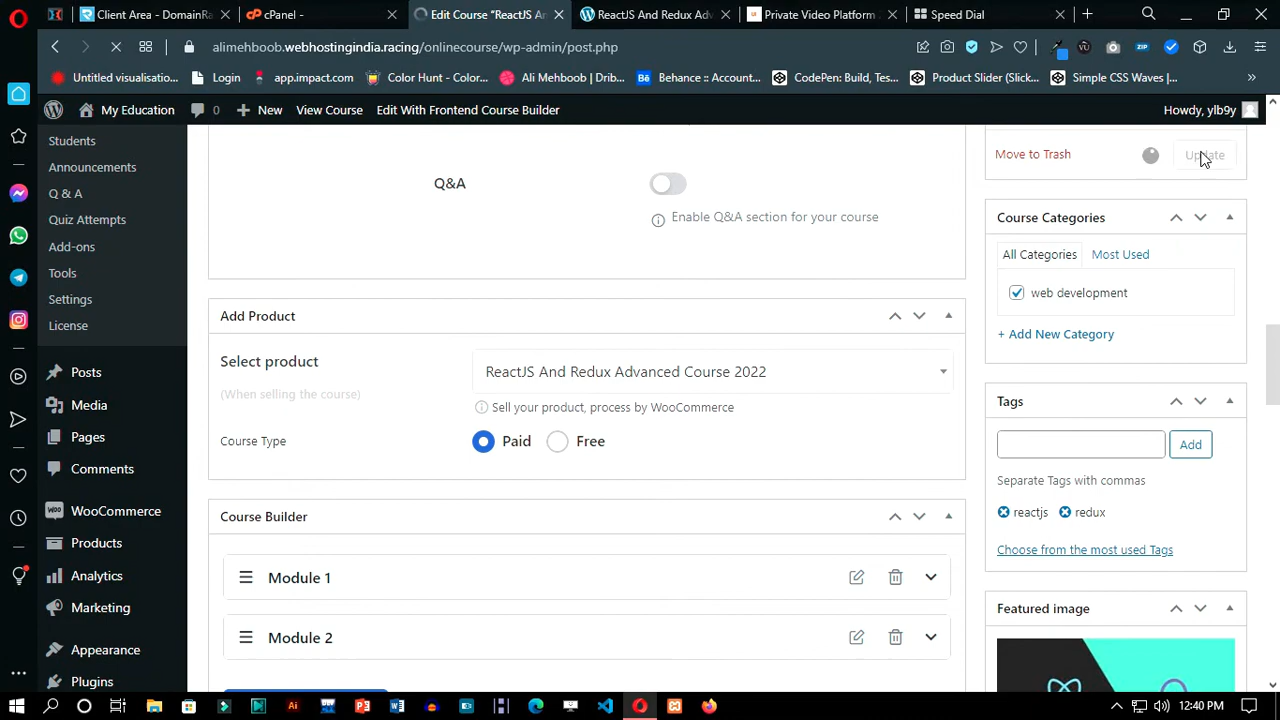 Client Area - DomainRa
cPanel -
Edit Course “ReactJS An
ReactJS And Redux Adva
Private Video Platform
Speed Dial
alimehboob.webhostingindia.racing/onlinecourse/wp-admin/post.php
Untitled visualisatio...
Login
app.impact.com
Color Hunt - Color...
Ali Mehboob | Drib...
Behance :: Account...
CodePen: Build, Tes...
Product Slider (Slick...
Simple CSS Waves |...
My Education
0
New
View Course
Edit With Frontend Course Builder
Howdy, ylb9y
Students
Announcements
Q & A
Quiz Attempts
Add-ons
Tools
Settings
License
Posts
Media
Pages
Comments
WooCommerce
Products
Analytics
Marketing
Appearance
Plugins
Q&A
Enable Q&A section for your course
Add Product
Select product
(When selling the course)
ReactJS And Redux Advanced Course 2022
Sell your product, process by WooCommerce
Course Type
Paid
Free
Course Builder
Module 1
Module 2
Move to Trash
Update
Course Categories
All Categories
Most Used
web development
+ Add New Category
Tags
Add
Separate Tags with commas
reactjs
redux
Choose from the most used Tags
Featured image
12:40 PM